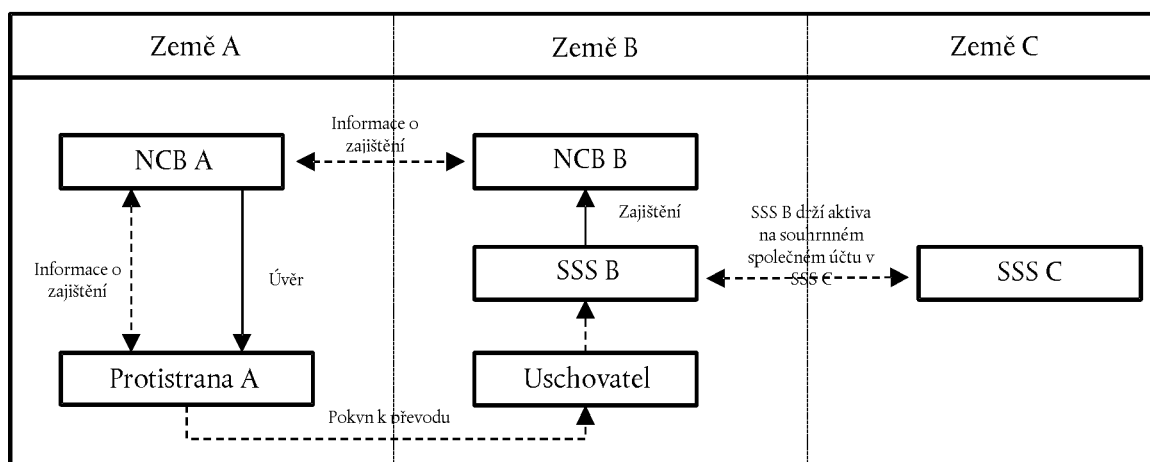 Země A
Země B
Země C
Informace o
zajištění
NCB A
NCB B
Zajištění
SSS B drží aktiva
na souhrnném
společném účtu v
SSS C
Informace o
zajištění
Úvěr
SSS B
SSS C
Protistrana A
Uschovatel
Pokyn k převodu